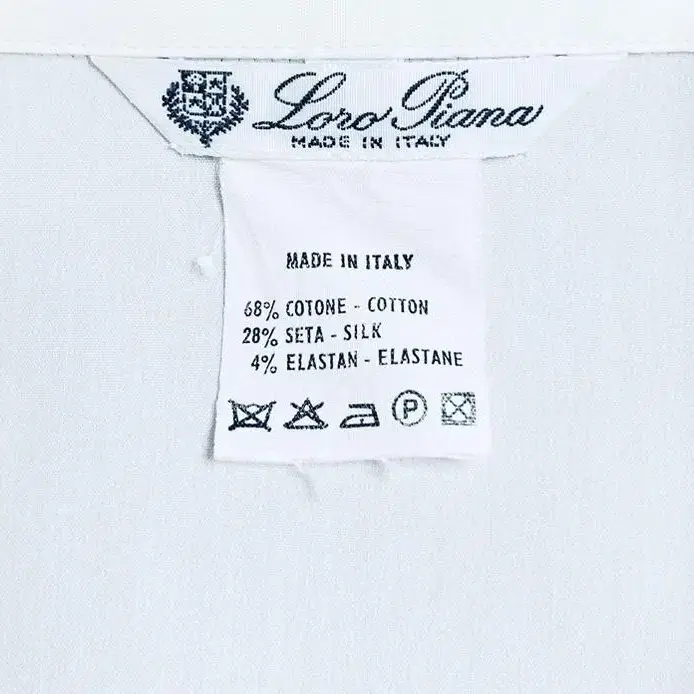 Loro Piana
MADE IN ITALY
MADE IN ITALY
68% COTONE - COTTON
28% SETA - SILK
4% ELASTAN - ELASTANE
P